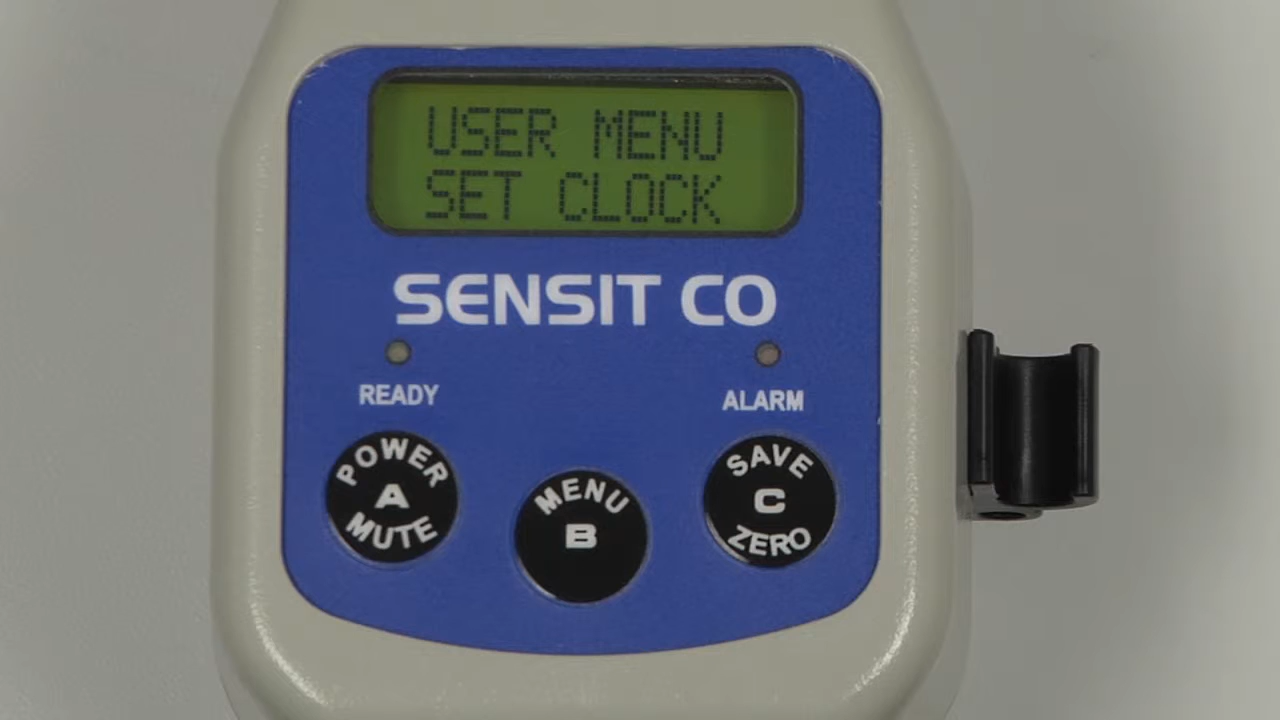 USER MENU
SET CLOCK
SENSIT CO
READY
ALARM
POWER
A
MUTE
MENU
B
SAVE
C
ZERO